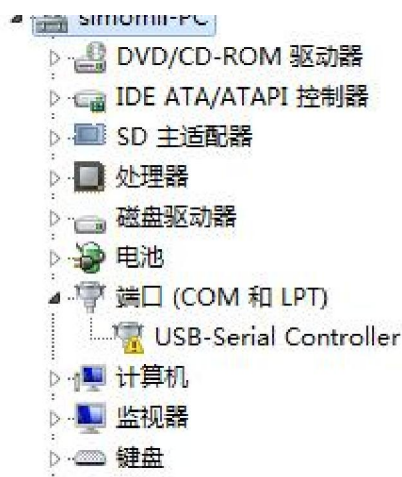 simomii-PC
DVD/CD-ROM 驱动器
IDE ATA/ATAPI 控制器
SD 主适配器
处理器
磁盘驱动器
电池
端口 (COM 和 LPT)
USB-Serial Controller
计算机
监视器
键盘